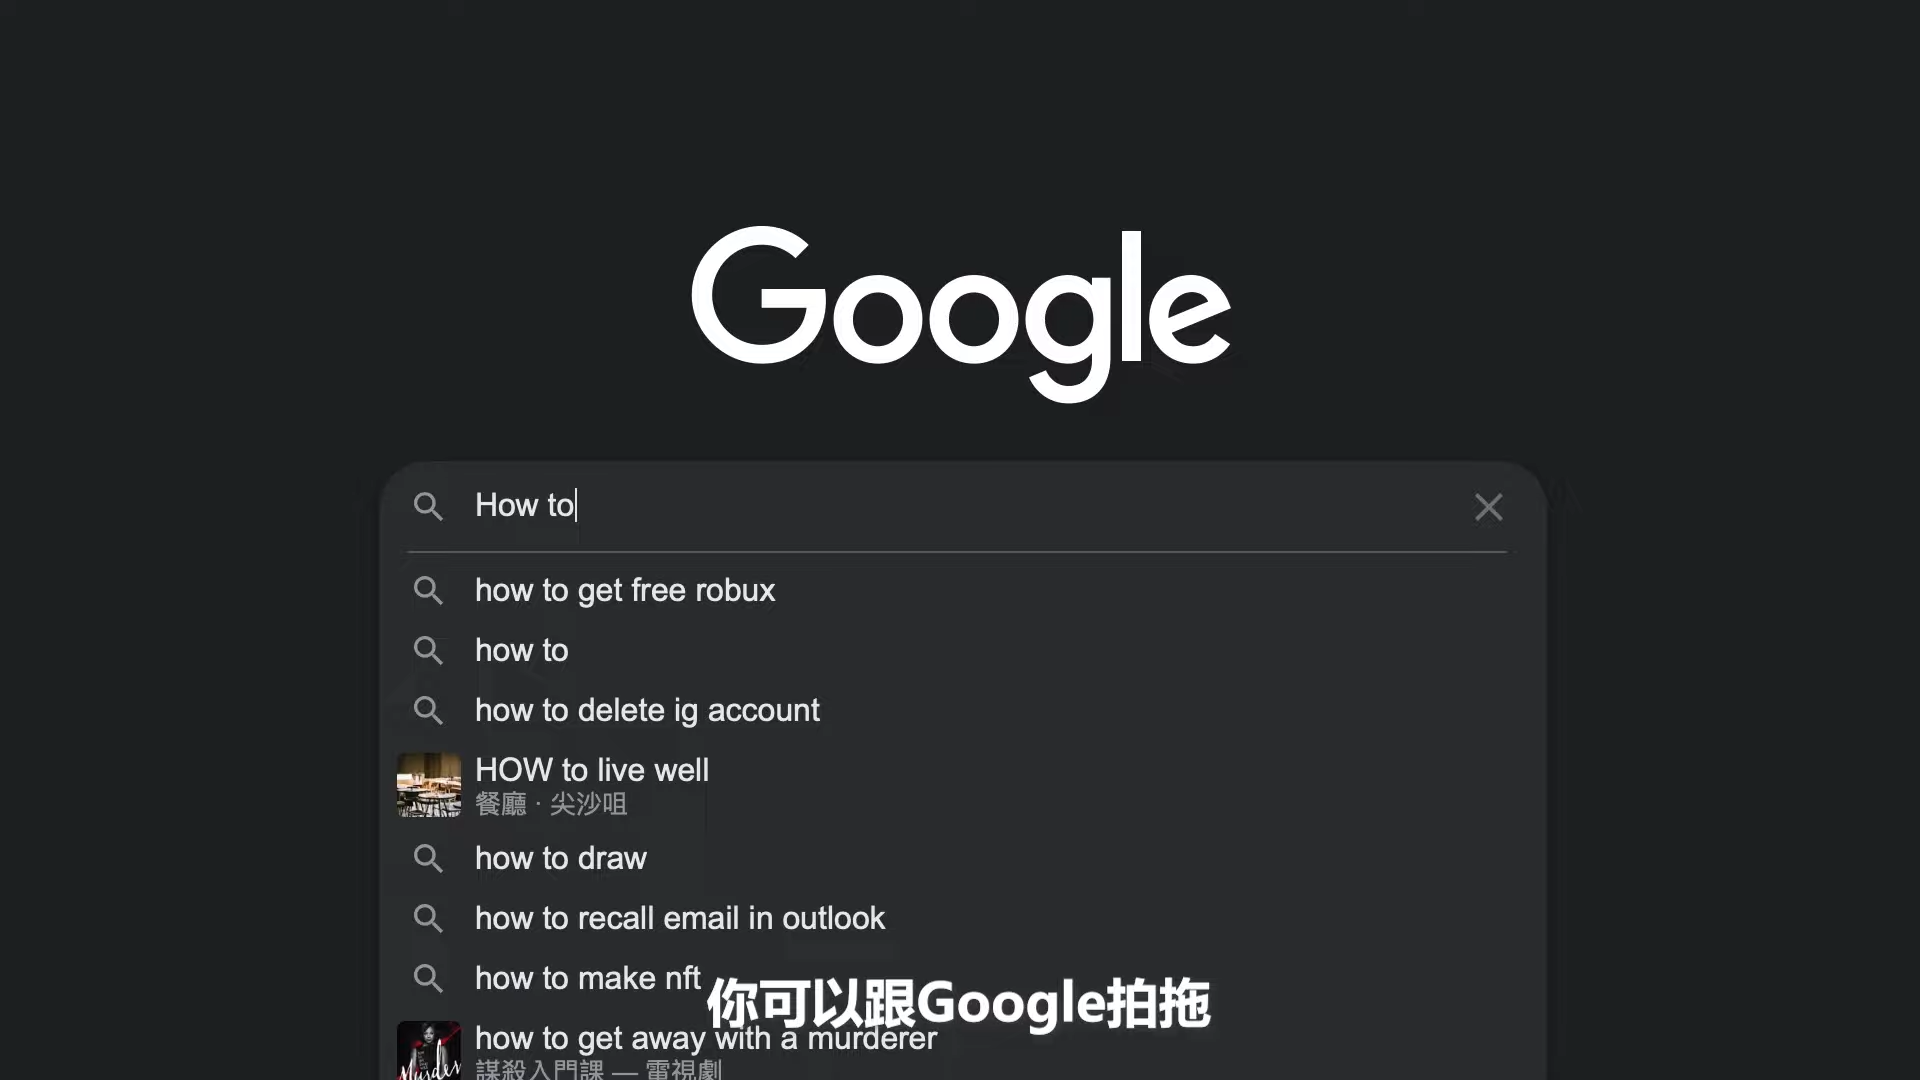 Google
How to
how to get free robux
how to
how to delete ig account
HOW to live well
餐廳 · 尖沙咀
how to draw
how to recall email in outlook
how to make nft
你可以跟Google拍拖
how to get away with a murderer
Murder
謀殺入門課 — 電視劇